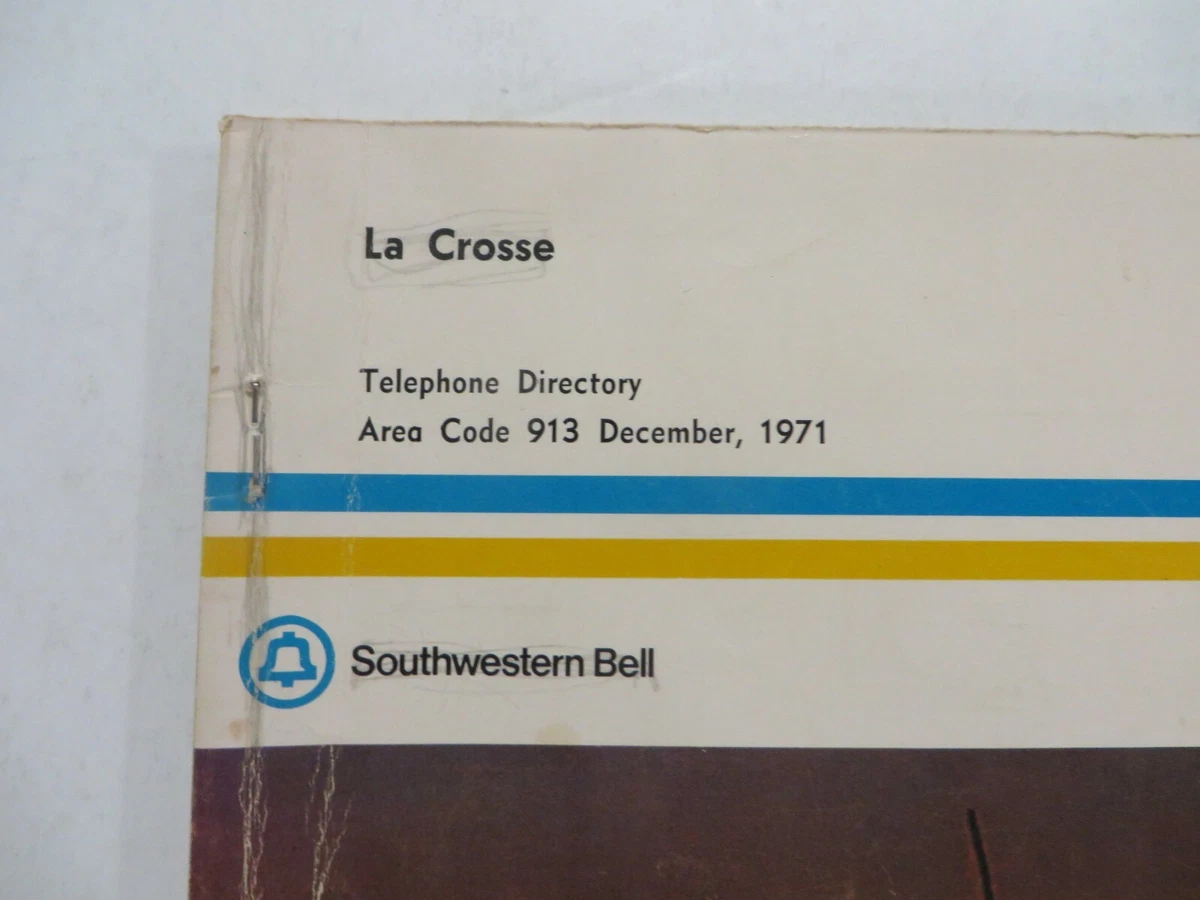 La Crosse
Telephone Directory
Area Code 913 December, 1971
Southwestern Bell